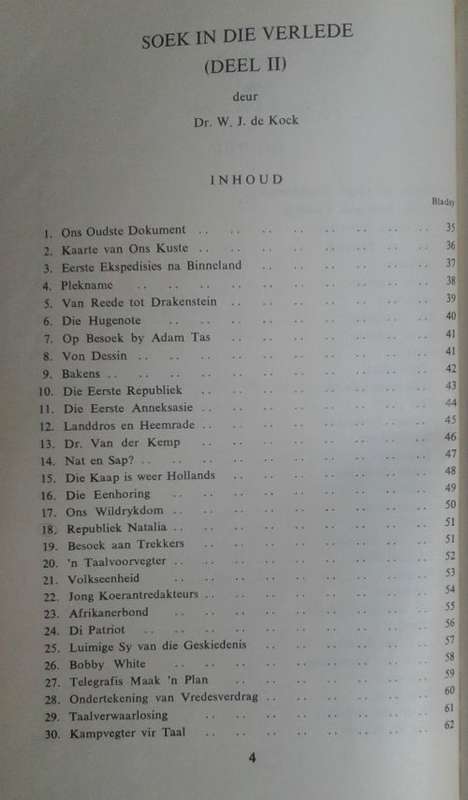 SOEK IN DIE VERLEDE
(DEEL II)
deur
Dr. W. J. de Kock
INHOUD
Bladsy
1. Ons Oudste Dokument .. .. .. .. .. .. .. .. 35
2. Kaarte van Ons Kuste .. .. .. .. .. .. .. .. 36
3. Eerste Ekspedisies na Binneland .. .. .. .. .. .. 37
4. Plekname .. .. .. .. .. .. .. .. .. .. 38
5. Van Reede tot Drakenstein .. .. .. .. .. .. .. 39
6. Die Hugenote .. .. .. .. .. .. .. .. .. 40
7. Op Besoek by Adam Tas .. .. .. .. .. .. .. 41
8. Von Dessin .. .. .. .. .. .. .. .. .. .. 41
9. Bakens .. .. .. .. .. .. .. .. .. .. .. 42
10. Die Eerste Republiek .. .. .. .. .. .. .. .. 43
11. Die Eerste Anneksasie .. .. .. .. .. .. .. .. 44
12. Landdros en Heemrade .. .. .. .. .. .. .. .. 45
13. Dr. Van der Kemp .. .. .. .. .. .. .. .. 46
14. Nat en Sap? .. .. .. .. .. .. .. .. .. .. 47
15. Die Kaap is weer Hollands .. .. .. .. .. .. .. 48
16. Die Eenhoring .. .. .. .. .. .. .. .. .. 49
17. Ons Wildrykdom .. .. .. .. .. .. .. .. .. 50
18. Republiek Natalia .. .. .. .. .. .. .. .. .. 51
19. Besoek aan Trekkers .. .. .. .. .. .. .. .. 51
20. 'n Taalvoorvegter .. .. .. .. .. .. .. .. .. 52
21. Volkseenheid .. .. .. .. .. .. .. .. .. 53
22. Jong Koerantredakteurs .. .. .. .. .. .. .. .. 54
23. Afrikanerbond .. .. .. .. .. .. .. .. .. 55
24. Di Patriot .. .. .. .. .. .. .. .. .. .. 56
25. Luimige Sy van die Geskiedenis .. .. .. .. .. .. 57
26. Bobby White .. .. .. .. .. .. .. .. .. 58
27. Telegrafis Maak 'n Plan .. .. .. .. .. .. .. 59
28. Ondertekening van Vredesverdrag .. .. .. .. .. .. 60
29. Taalverwaarlosing .. .. .. .. .. .. .. .. 61
30. Kampvegter vir Taal .. .. .. .. .. .. .. .. 62
4